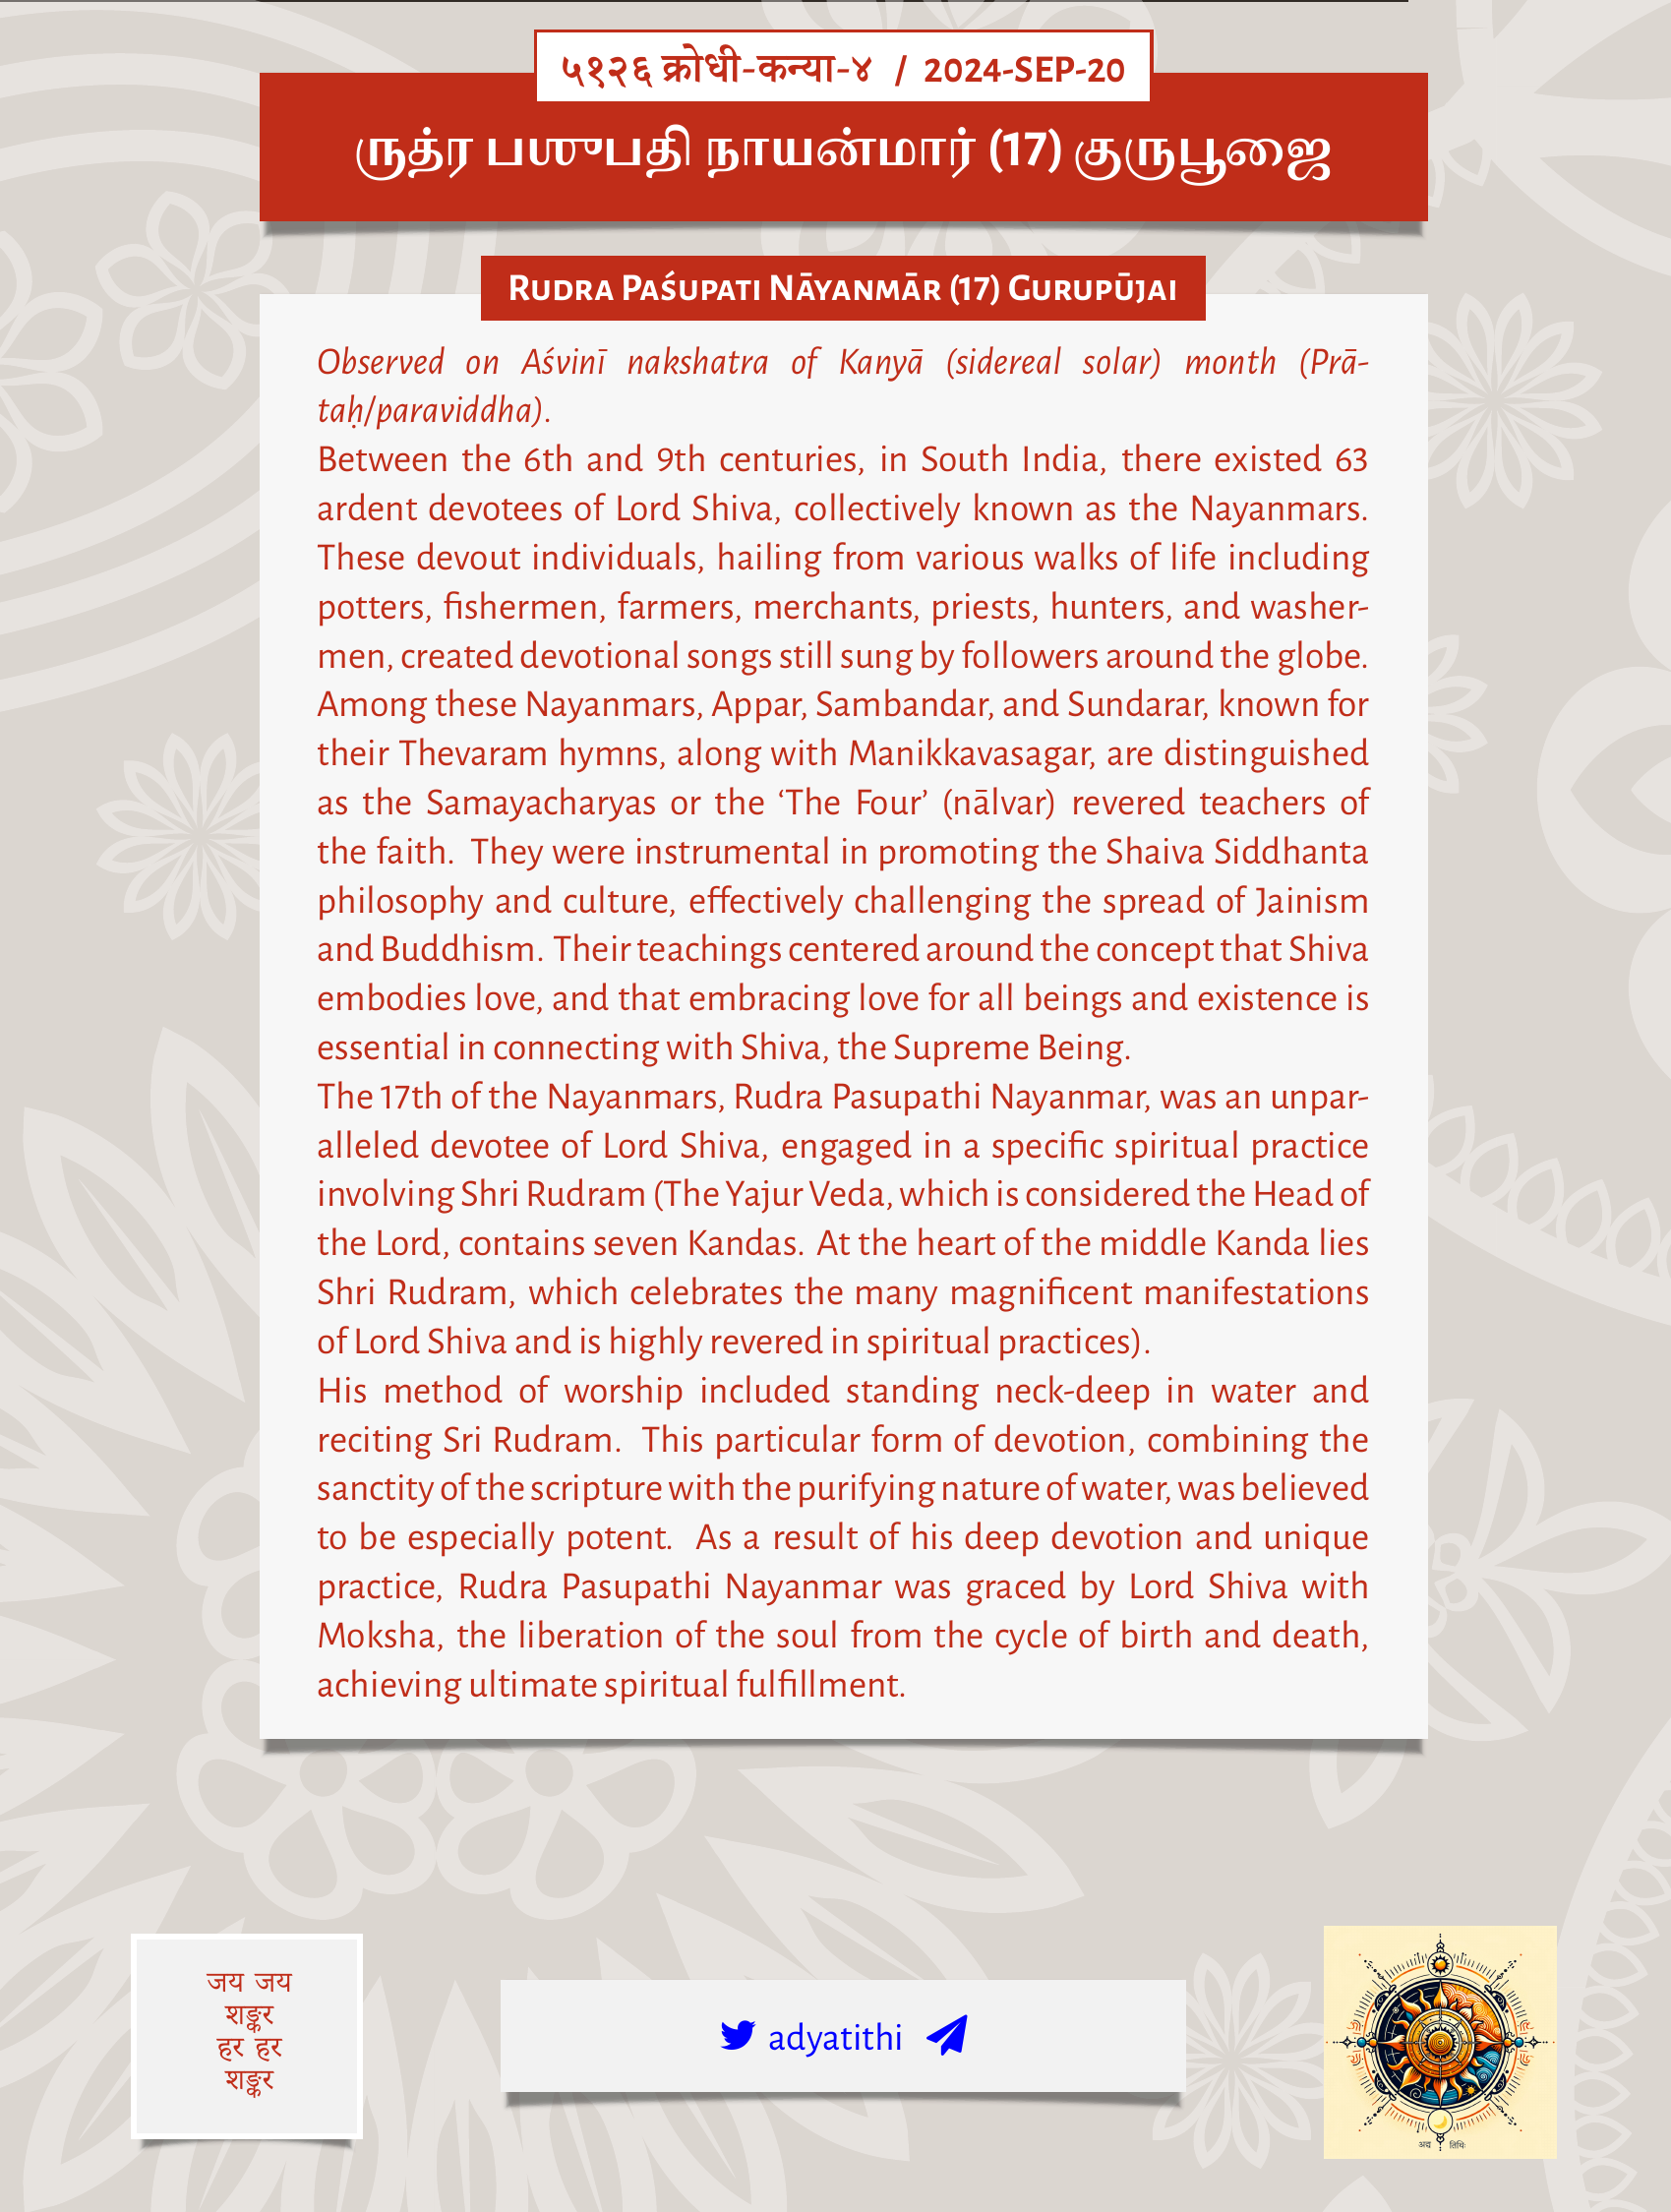 ५१२६ क्रोधी-कन्या-४ / 2024-SEP-20
ருத்ர பஶுபதி நாயன்மார் (17) குருபூஜை
Rudra Paśupati Nāyanmār (17) Gurupūjai
Observed on Aśvinī nakshatra of Kanyā (sidereal solar) month (Prā-
taḥ/paraviddha).
Between the 6th and 9th centuries, in South India, there existed 63
ardent devotees of Lord Shiva, collectively known as the Nayanmars.
These devout individuals, hailing from various walks of life including
potters, fishermen, farmers, merchants, priests, hunters, and washer-
men, created devotional songs still sung by followers around the globe.
Among these Nayanmars, Appar, Sambandar, and Sundarar, known for
their Thevaram hymns, along with Manikkavasagar, are distinguished
as the Samayacharyas or the ‘The Four’ (nālvar) revered teachers of
the faith. They were instrumental in promoting the Shaiva Siddhanta
philosophy and culture, effectively challenging the spread of Jainism
and Buddhism. Their teachings centered around the concept that Shiva
embodies love, and that embracing love for all beings and existence is
essential in connecting with Shiva, the Supreme Being.
The 17th of the Nayanmars, Rudra Pasupathi Nayanmar, was an unpar-
alleled devotee of Lord Shiva, engaged in a specific spiritual practice
involving Shri Rudram (The Yajur Veda, which is considered the Head of
the Lord, contains seven Kandas. At the heart of the middle Kanda lies
Shri Rudram, which celebrates the many magnificent manifestations
of Lord Shiva and is highly revered in spiritual practices).
His method of worship included standing neck-deep in water and
reciting Sri Rudram. This particular form of devotion, combining the
sanctity of the scripture with the purifying nature of water, was believed
to be especially potent. As a result of his deep devotion and unique
practice, Rudra Pasupathi Nayanmar was graced by Lord Shiva with
Moksha, the liberation of the soul from the cycle of birth and death,
achieving ultimate spiritual fulfillment.
जय जय
शङ्कर
हर हर
शङ्कर
adyatithi
अद्य तिथिः